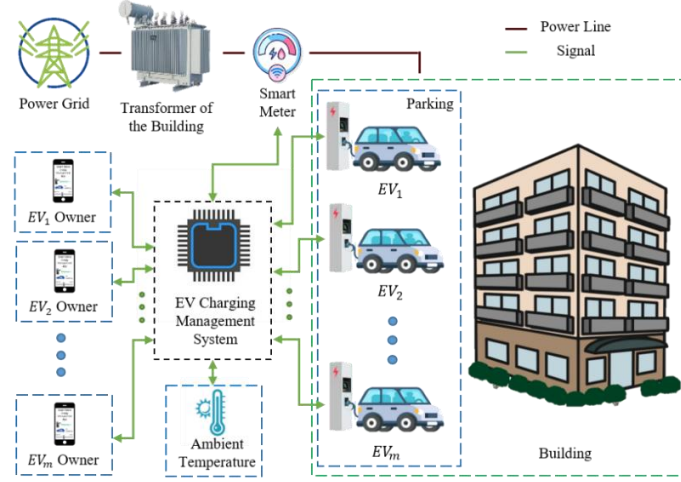 Power Line
Signal
Power Grid
Transformer of
the Building
Smart
Meter
Parking
EV₁
EV₁ Owner
EV₂ Owner
EV Charging
Management
System
EV₂
EVₘ Owner
Ambient
Temperature
EVₘ
Building